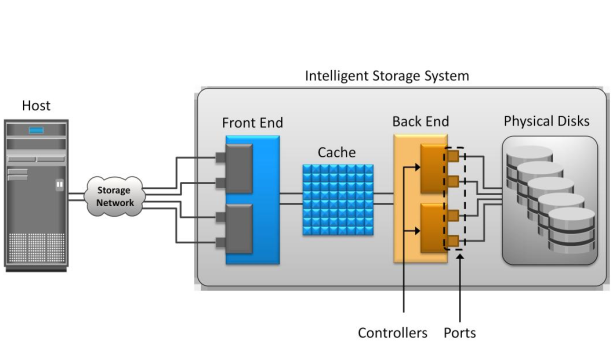 Intelligent Storage System
Host
Front End
Back End
Physical Disks
Cache
Storage
Network
Controllers
Ports